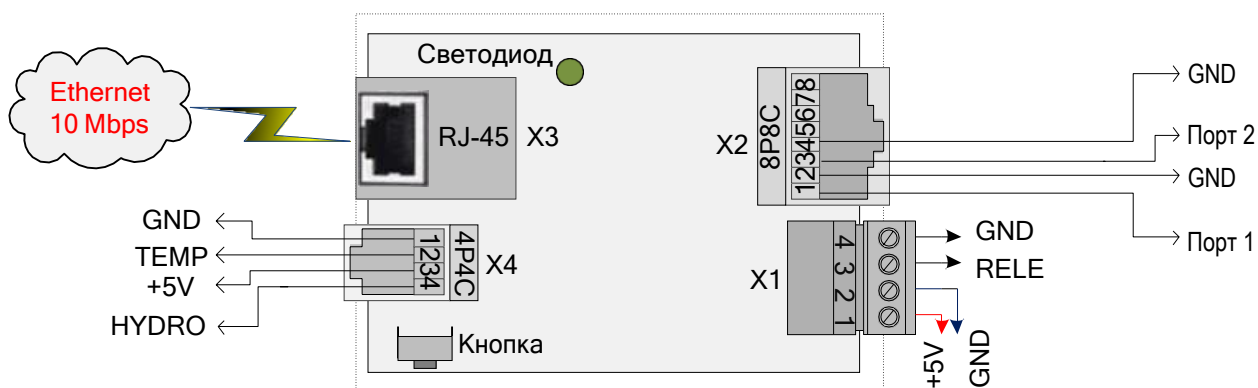 Светодиод
Ethernet
10 Mbps
RJ-45
X3
X2
8P8C
12345678
GND
Порт 2
GND
Порт 1
GND
TEMP
+5V
HYDRO
1234
4P4C
X4
X1
4
3
2
1
GND
RELE
+5V
GND
Кнопка